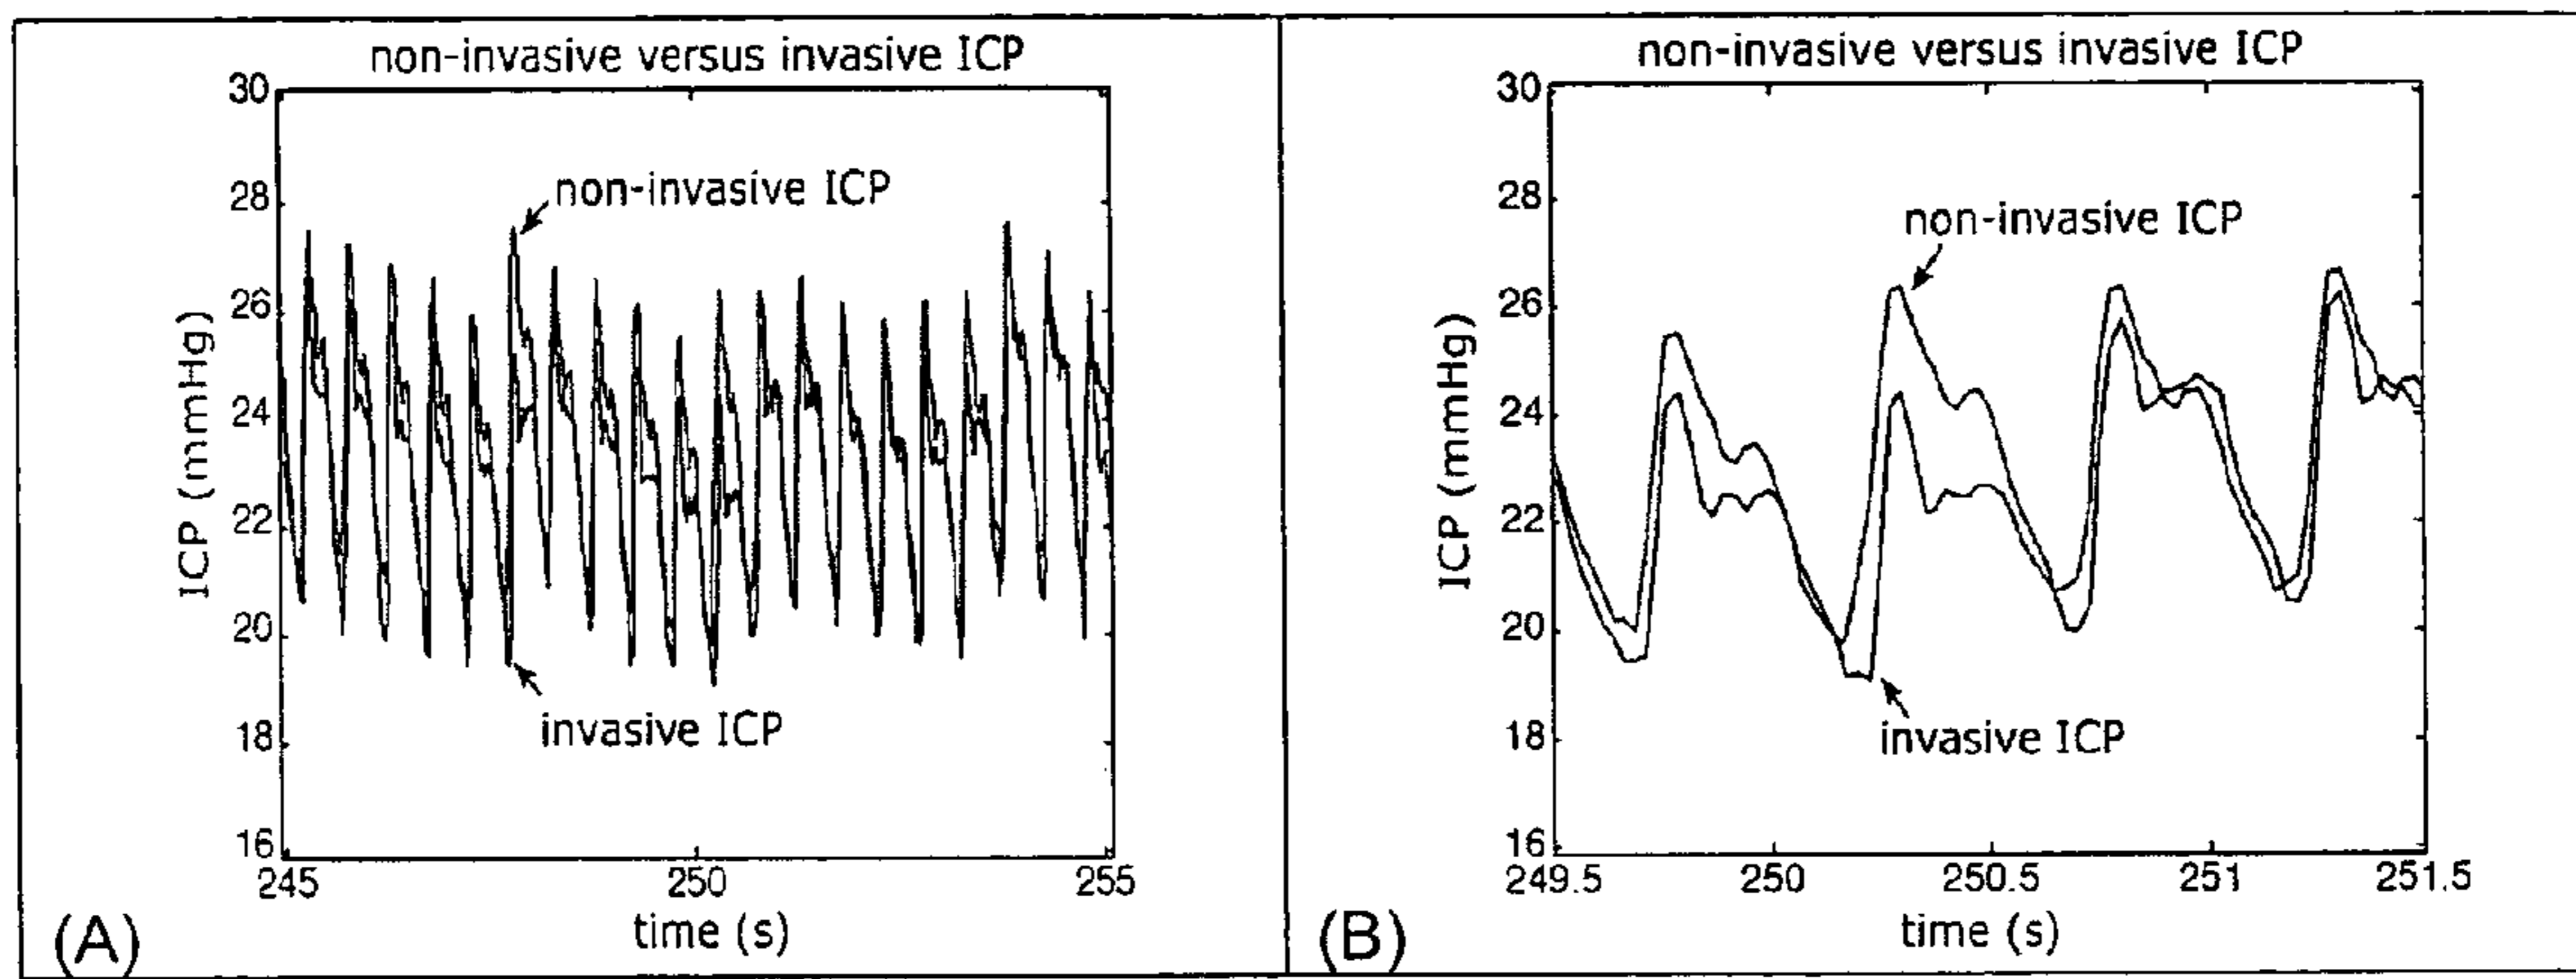 non-invasive versus invasive ICP
30
28
26
24
22
20
18
16
ICP (mmHg)
non-invasive ICP
invasive ICP
245 250 255
time (s)
(A)
non-invasive versus invasive ICP
30
28
26
24
22
20
18
16
ICP (mmHg)
non-invasive ICP
invasive ICP
249.5 250 250.5 251 251.5
time (s)
(B)